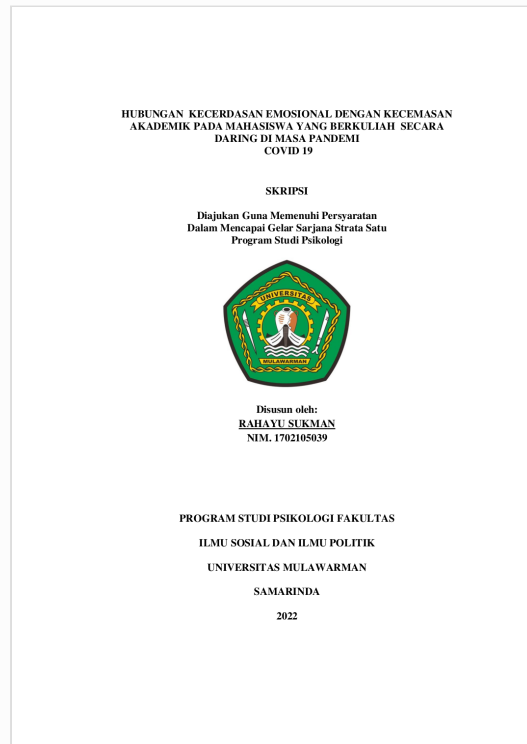 HUBUNGAN KECERDASAN EMOSIONAL DENGAN KECEMASAN
AKADEMIK PADA MAHASISWA YANG BERKULIAH SECARA
DARING DI MASA PANDEMI
COVID 19
SKRIPSI
Diajukan Guna Memenuhi Persyaratan
Dalam Mencapai Gelar Sarjana Strata Satu
Program Studi Psikologi
UNIVERSITAS
MULAWARMAN
Disusun oleh:
RAHAYU SUKMAN
NIM. 1702105039
PROGRAM STUDI PSIKOLOGI FAKULTAS
ILMU SOSIAL DAN ILMU POLITIK
UNIVERSITAS MULAWARMAN
SAMARINDA
2022